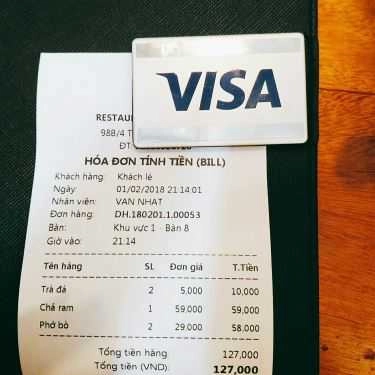 VISA
RESTAU
98B/4 T
ĐT
HÓA ĐƠN TÍNH TIỀN (BILL)
Khách hàng: Khách lẻ
Ngày: 01/02/2018 21:14:01
Nhân viên: VAN NHAT
Đơn hàng: DH.180201.1.00053
Bàn: Khu vực 1 - Bàn 8
Giờ vào: 21:14
Tên hàng SL Đơn giá T.Tiền
Trà đá 2 5,000 10,000
Chả ram 1 59,000 59,000
Phở bò 2 29,000 58,000
Tổng tiền hàng: 127,000
Tổng tiền (VND): 127,000